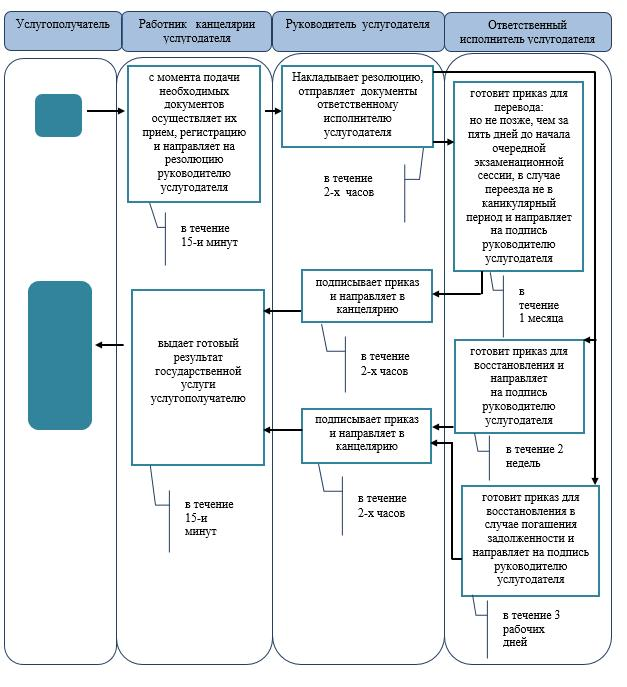 Услугополучатель
Работник канцелярии
услугодателя
Руководитель услугодателя
Ответственный
исполнитель услугодателя
с момента подачи
необходимых
документов
осуществляет их
прием, регистрацию
и направляет на
резолюцию
руководителю
услугодателя
в течение
15-и минут
Накладывает резолюцию,
отправляет документы
ответственному
исполнителю
услугодателя
в течение
2-х часов
готовит приказ для
перевода:
но не позже, чем за
пять дней до начала
очередной
экзаменационной
сессии, в случае
переезда не в
каникулярный
период и направляет
на подпись
руководителю
услугодателя
в
течение
1 месяца
подписывает приказ
и направляет в
канцелярию
в течение
2-х часов
выдает готовый
результат
государственной
услуги
услугополучателю
в течение
15-и
минут
готовит приказ для
восстановления и
направляет
на подпись
руководителю
услугодателя
в течение 2
недель
подписывает приказ
и направляет в
канцелярию
в течение
2-х часов
готовит приказ для
восстановления в
случае погашения
задолженности и
направляет на подпись
руководителю
услугодателя
в течение 3
рабочих
дней